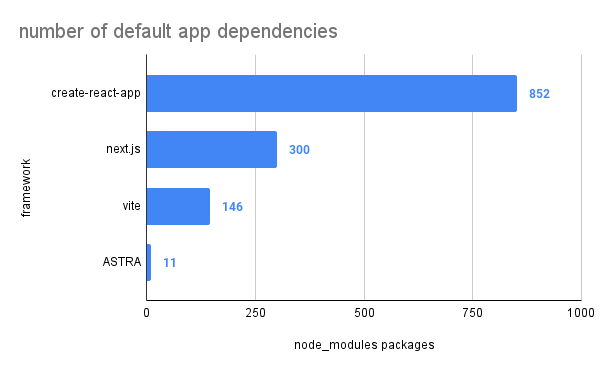 number of default app dependencies
framework
create-react-app
852
next.js
300
vite
146
ASTRA
11
0
250
500
750
1000
node_modules packages